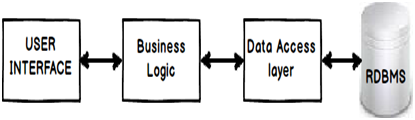 USER
INTERFACE
Business
Logic
Data Access
layer
RDBMS